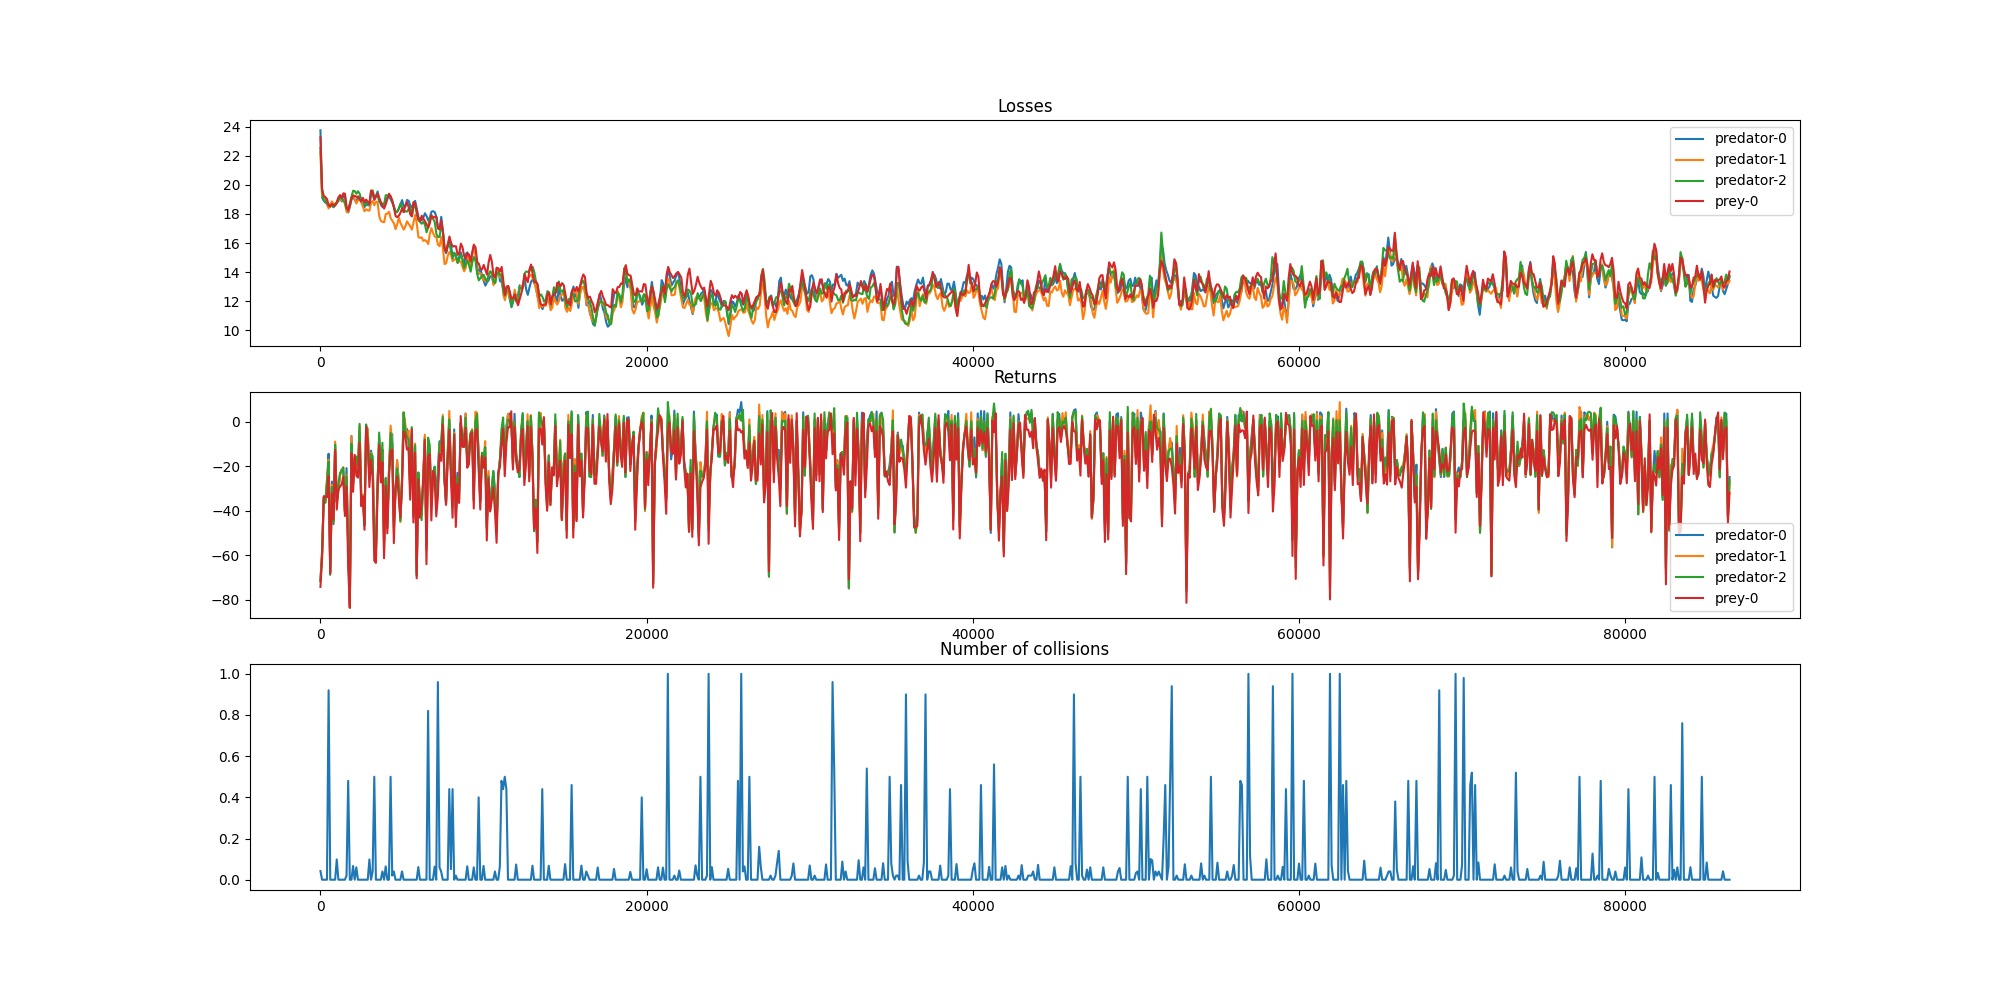 Losses
24
22
20
18
16
14
12
10
predator-0
predator-1
predator-2
prey-0
0 20000 40000 60000 80000
Returns
0
−20
−40
−60
−80
predator-0
predator-1
predator-2
prey-0
0 20000 40000 60000 80000
Number of collisions
1.0
0.8
0.6
0.4
0.2
0.0
0 20000 40000 60000 80000